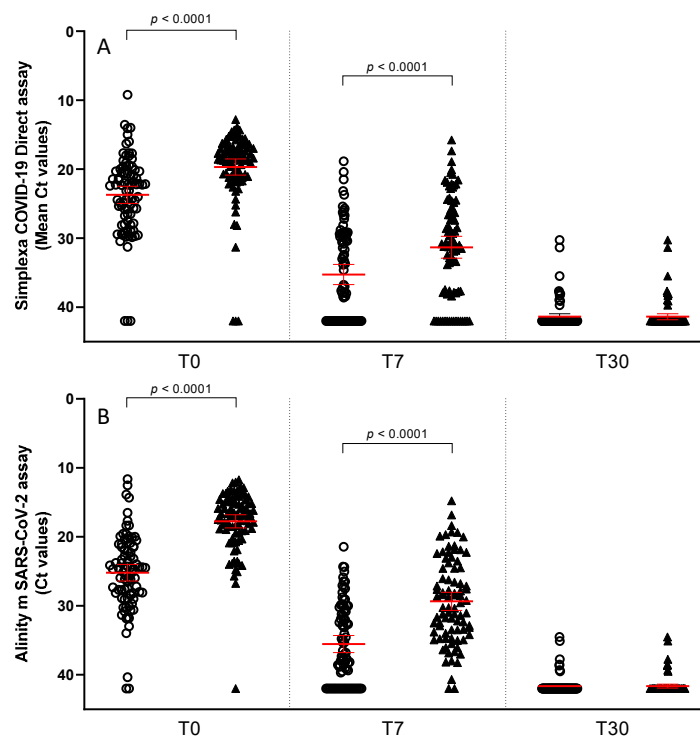 p < 0.0001
A
p < 0.0001
0
10
20
30
40
Simplexa COVID-19 Direct assay
(Mean Ct values)
T0
T7
T30
p < 0.0001
B
p < 0.0001
0
10
20
30
40
Alinity m SARS-CoV-2 assay
(Ct values)
T0
T7
T30